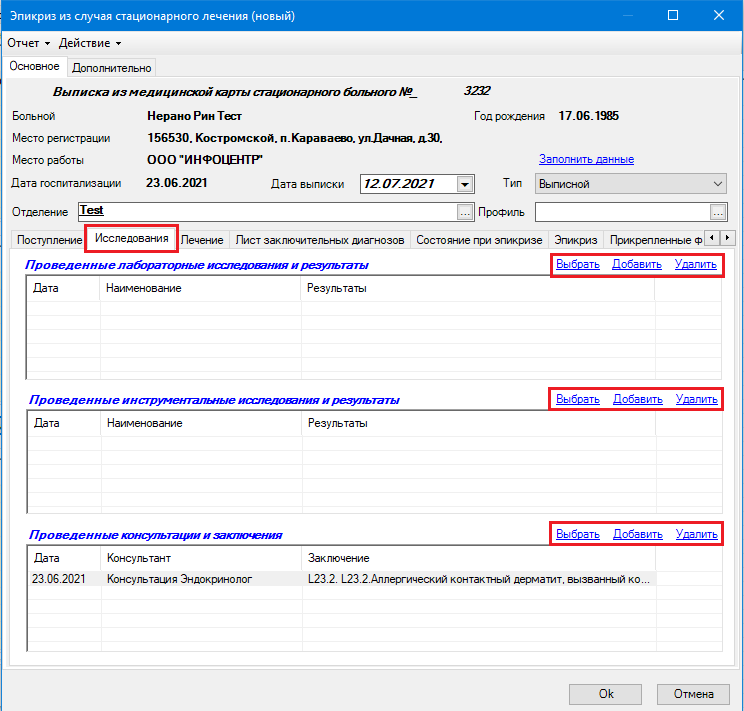 Эпикриз из случая стационарного лечения (новый)
Отчет Действие
Основное Дополнительно
Выписка из медицинской карты стационарного больного №_ 3232
Больной Нерано Рин Тест Год рождения 17.06.1985
Место регистрации 156530, Костромской, п.Караваево, ул.Дачная, д.30,
Место работы ООО "ИНФОЦЕНТР" Заполнить данные
Дата госпитализации 23.06.2021 Дата выписки 12.07.2021 Тип Выписной
Отделение Test ... Профиль ...
Поступление Исследования Лечение Лист заключительных диагнозов Состояние при эпикризе Эпикриз Прикрепленные ф
Проведенные лабораторные исследования и результаты Выбрать Добавить Удалить
Дата Наименование Результаты
Проведенные инструментальные исследования и результаты Выбрать Добавить Удалить
Дата Наименование Результаты
Проведенные консультации и заключения Выбрать Добавить Удалить
Дата Консультант Заключение
23.06.2021 Консультация Эндокринолог L23.2. L23.2.Аллергический контактный дерматит, вызванный ко...
Ok Отмена